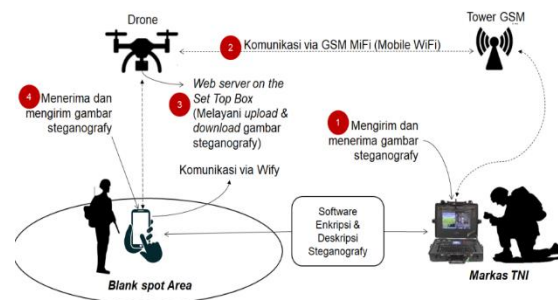 Drone
Tower GSM
2 Komunikasi via GSM MiFi (Mobile WiFi)
4 Menerima dan
mengirim gambar
steganografy
3 Web server on the
Set Top Box
(Melayani upload &
download gambar
steganografy)
1 Mengirim dan
menerima gambar
steganografy
Komunikasi via Wify
Software
Enkripsi &
Deskripsi
Steganografy
Blank spot Area
Markas TNI